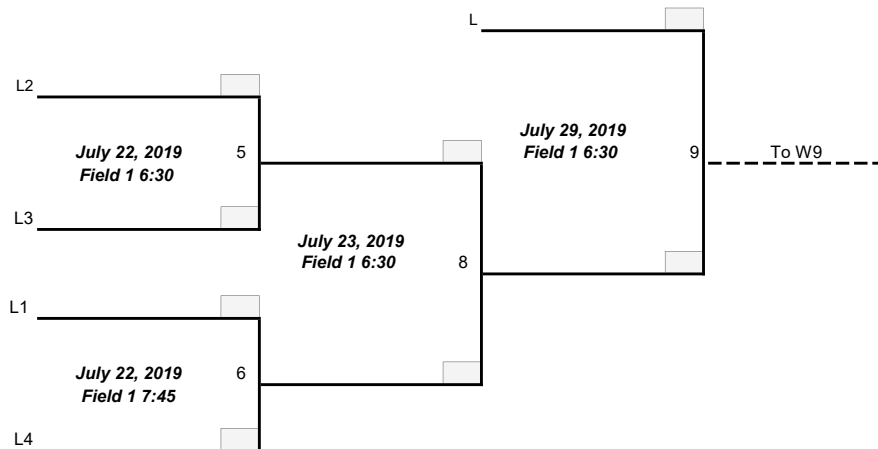 L
L2
July 22, 2019
Field 1 6:30
5
July 29, 2019
Field 1 6:30
9
To W9
L3
July 23, 2019
Field 1 6:30
8
L1
July 22, 2019
Field 1 7:45
6
L4